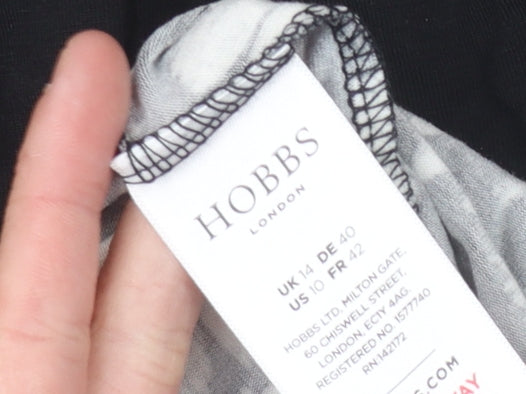 HOBBS
LONDON
UK 14 DE 40
US 10 FR 42
HOBBS LTD, MILTON GATE,
60 CHISWELL STREET,
LONDON, EC1Y 4AG.
REGISTERED NO. 1577740
RN.142172
.COM